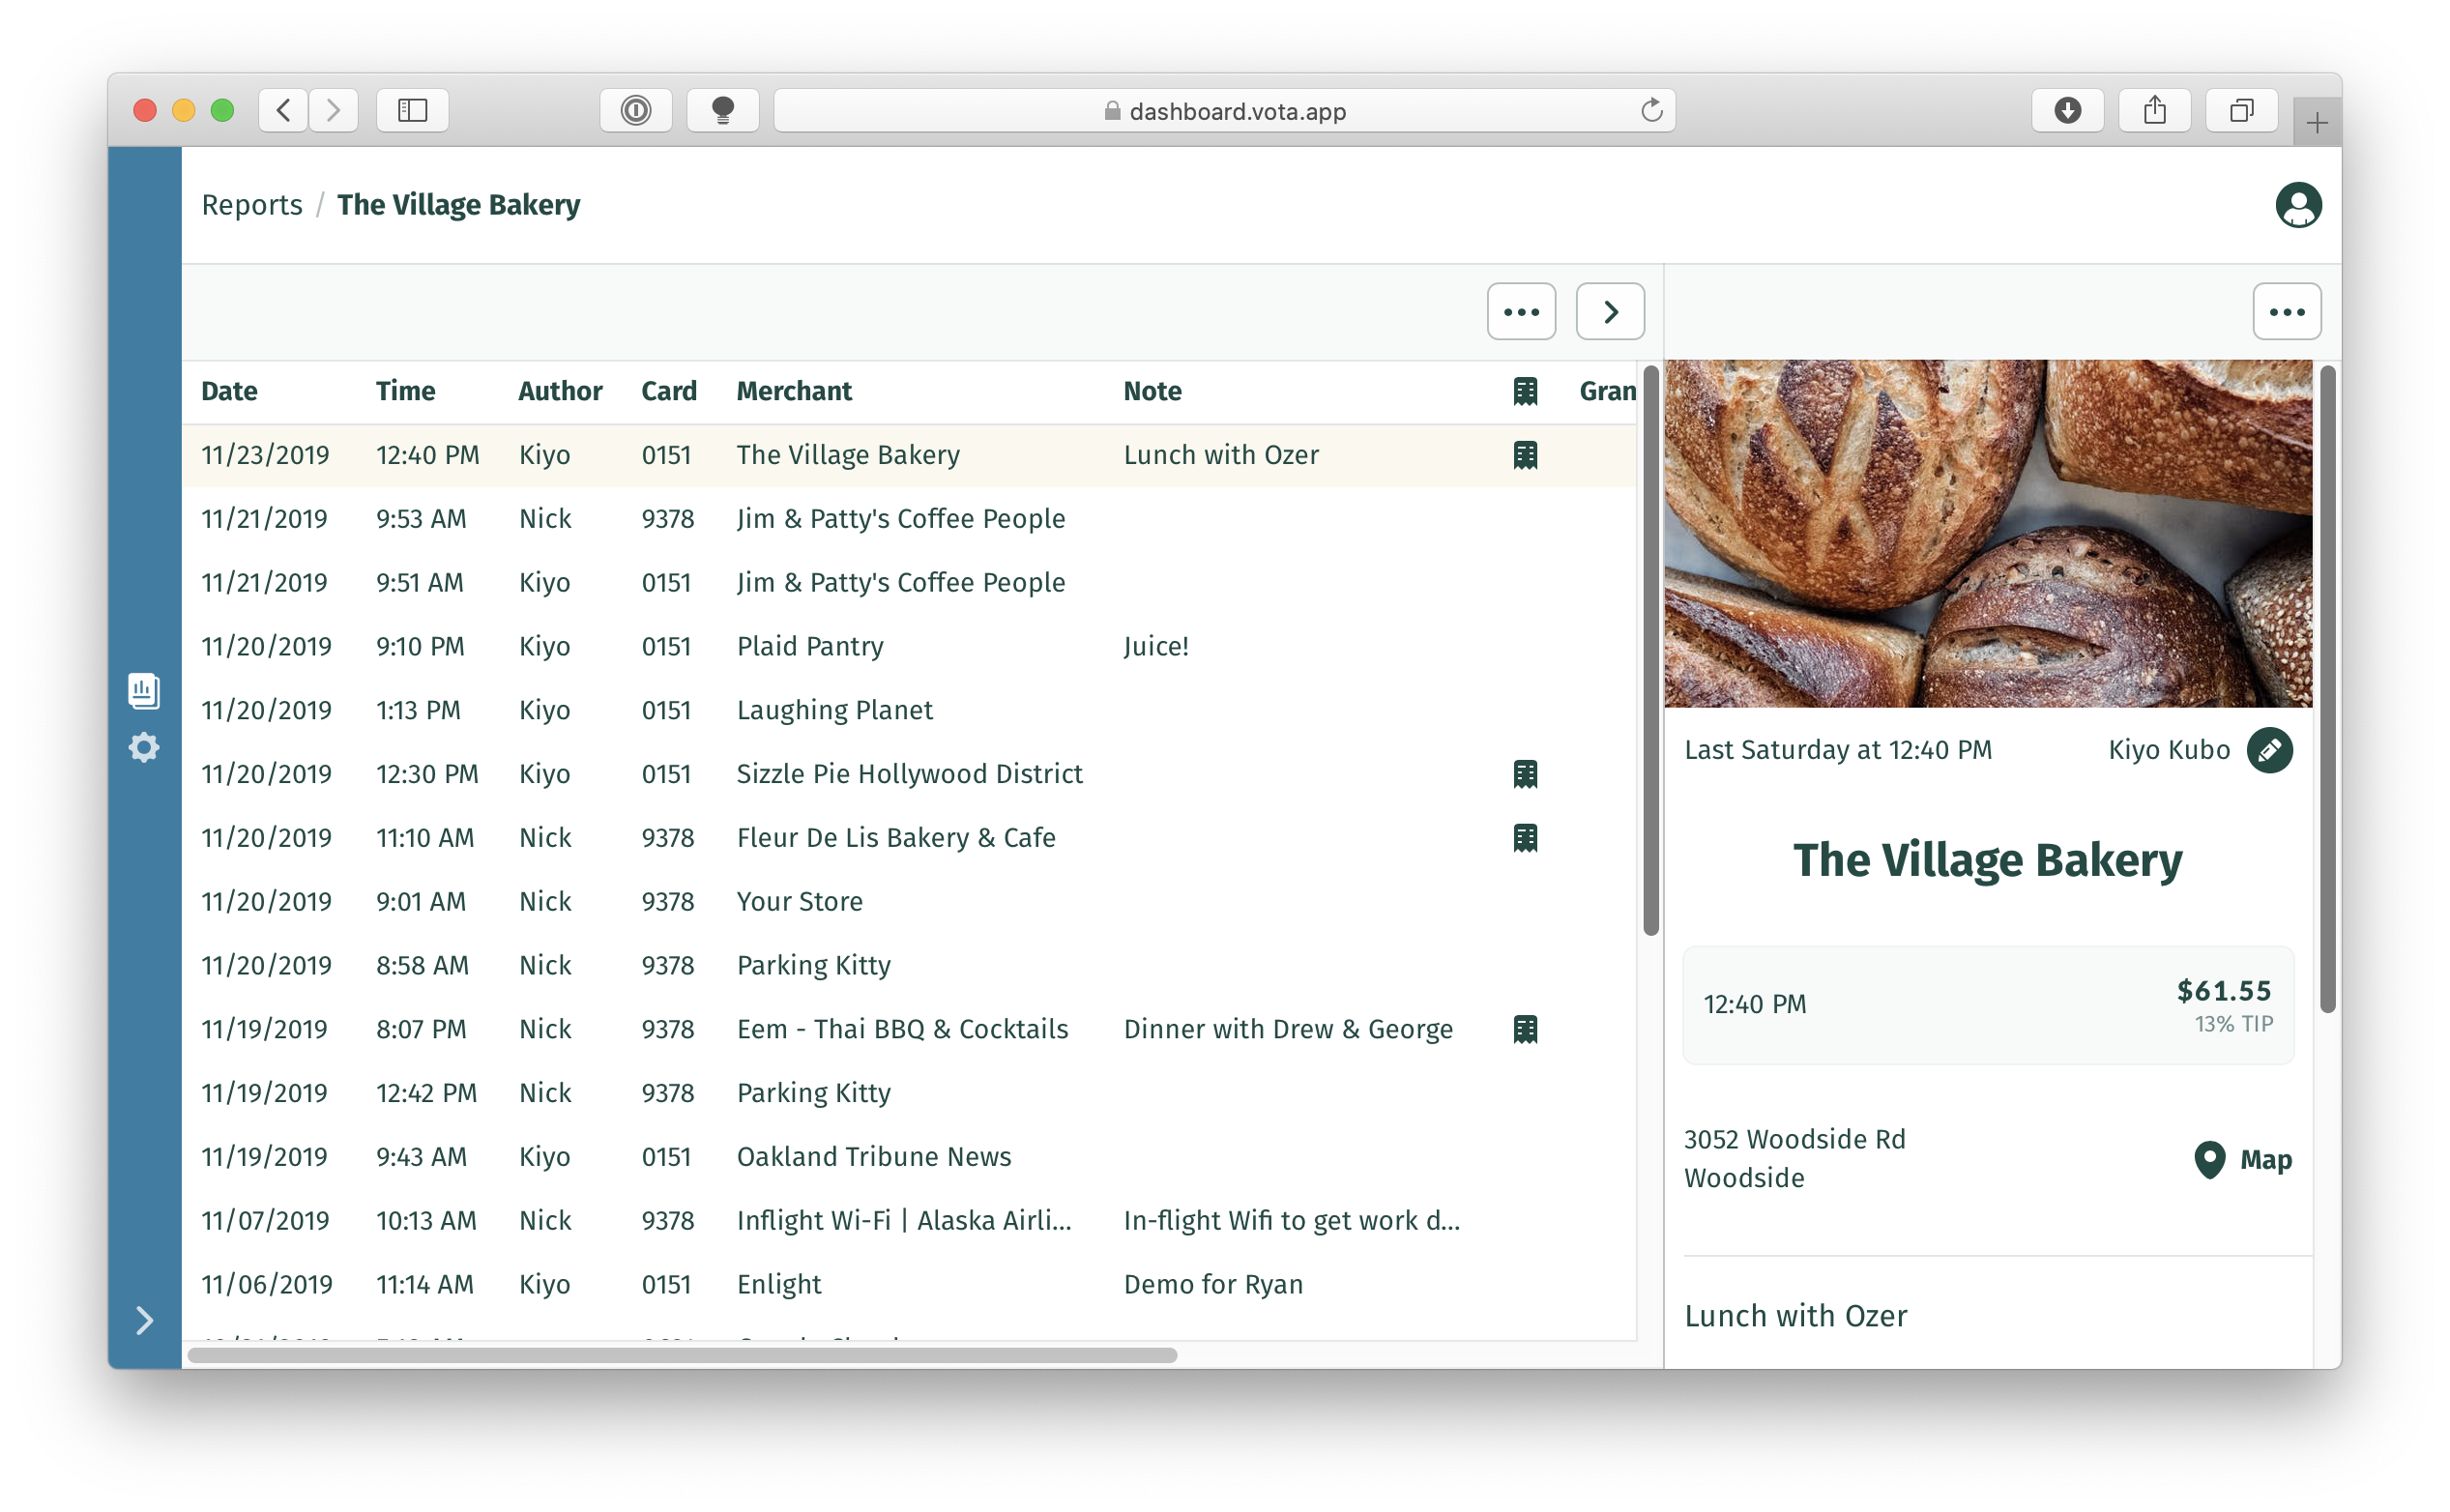 dashboard.vota.app
Reports / The Village Bakery
Date Time Author Card Merchant Note Gran
11/23/2019 12:40 PM Kiyo 0151 The Village Bakery Lunch with Ozer
11/21/2019 9:53 AM Nick 9378 Jim & Patty's Coffee People
11/21/2019 9:51 AM Kiyo 0151 Jim & Patty's Coffee People
11/20/2019 9:10 PM Kiyo 0151 Plaid Pantry Juice!
11/20/2019 1:13 PM Kiyo 0151 Laughing Planet
11/20/2019 12:30 PM Kiyo 0151 Sizzle Pie Hollywood District
11/20/2019 11:10 AM Nick 9378 Fleur De Lis Bakery & Cafe
11/20/2019 9:01 AM Nick 9378 Your Store
11/20/2019 8:58 AM Nick 9378 Parking Kitty
11/19/2019 8:07 PM Nick 9378 Eem - Thai BBQ & Cocktails Dinner with Drew & George
11/19/2019 12:42 PM Nick 9378 Parking Kitty
11/19/2019 9:43 AM Kiyo 0151 Oakland Tribune News
11/07/2019 10:13 AM Nick 9378 Inflight Wi-Fi | Alaska Airli... In-flight Wifi to get work d...
11/06/2019 11:14 AM Kiyo 0151 Enlight Demo for Ryan
Last Saturday at 12:40 PM Kiyo Kubo
The Village Bakery
12:40 PM $61.55
13% TIP
3052 Woodside Rd
Woodside
Map
Lunch with Ozer